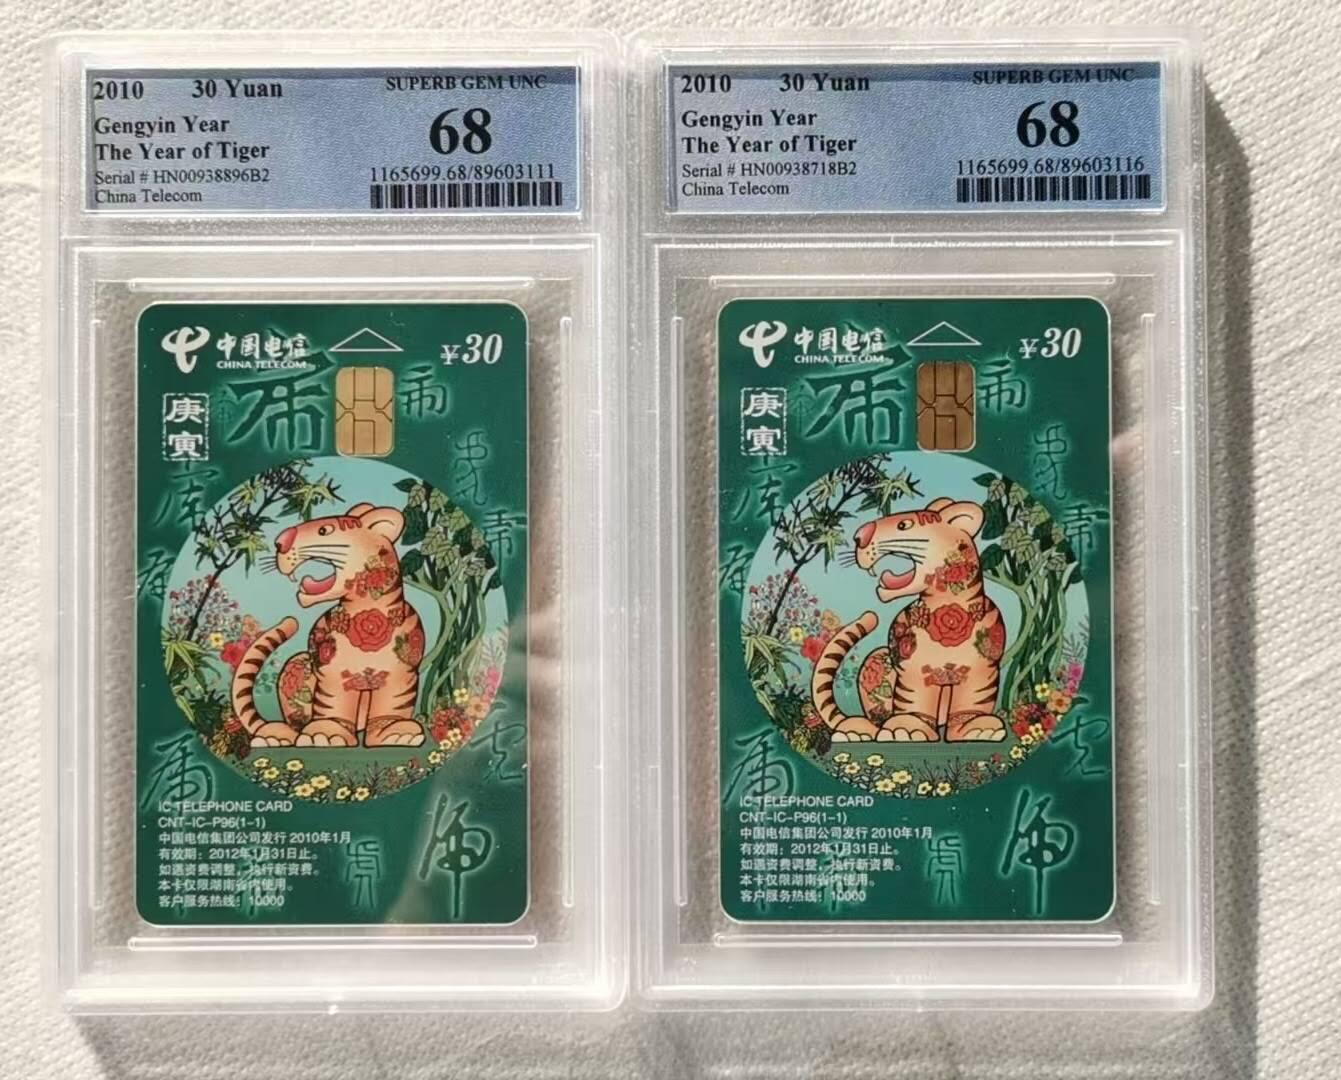 2010 30 Yuan SUPERB GEM UNC
Gengyin Year 68
The Year of Tiger
Serial # HN00938896B2 1165699.68/89603111
China Telecom
中国电信 ¥30
CHINA TELECOM
庚寅
虎
IC TELEPHONE CARD
CNT-IC-P96(1-1)
中国电信集团公司发行 2010年1月
有效期：2012年1月31日止。
如遇资费调整，执行新资费。
本卡仅限湖南省内使用。
客户服务热线：10000
2010 30 Yuan SUPERB GEM UNC
Gengyin Year 68
The Year of Tiger
Serial # HN00938718B2 1165699.68/89603116
China Telecom
中国电信 ¥30
CHINA TELECOM
庚寅
虎
IC TELEPHONE CARD
CNT-IC-P96(1-1)
中国电信集团公司发行 2010年1月
有效期：2012年1月31日止。
如遇资费调整，执行新资费。
本卡仅限湖南省内使用。
客户服务热线：10000